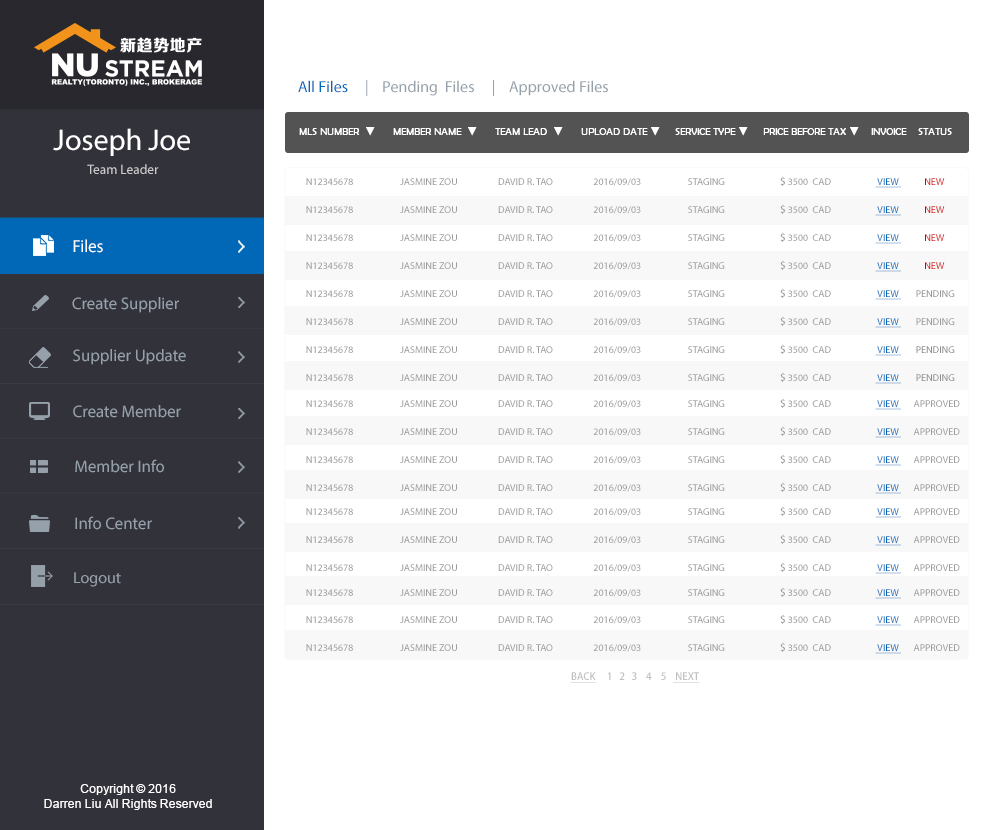 新趋势地产
NU STREAM
REALTY(TORONTO) INC., BROKERAGE
Joseph Joe
Team Leader
Files
Create Supplier
Supplier Update
Create Member
Member Info
Info Center
Logout
Copyright © 2016
Darren Liu All Rights Reserved
All Files | Pending Files | Approved Files
MLS NUMBER ▼ MEMBER NAME ▼ TEAM LEAD ▼ UPLOAD DATE ▼ SERVICE TYPE ▼ PRICE BEFORE TAX ▼ INVOICE STATUS
N12345678 JASMINE ZOU DAVID R. TAO 2016/09/03 STAGING $ 3500 CAD VIEW NEW
N12345678 JASMINE ZOU DAVID R. TAO 2016/09/03 STAGING $ 3500 CAD VIEW NEW
N12345678 JASMINE ZOU DAVID R. TAO 2016/09/03 STAGING $ 3500 CAD VIEW NEW
N12345678 JASMINE ZOU DAVID R. TAO 2016/09/03 STAGING $ 3500 CAD VIEW NEW
N12345678 JASMINE ZOU DAVID R. TAO 2016/09/03 STAGING $ 3500 CAD VIEW PENDING
N12345678 JASMINE ZOU DAVID R. TAO 2016/09/03 STAGING $ 3500 CAD VIEW PENDING
N12345678 JASMINE ZOU DAVID R. TAO 2016/09/03 STAGING $ 3500 CAD VIEW PENDING
N12345678 JASMINE ZOU DAVID R. TAO 2016/09/03 STAGING $ 3500 CAD VIEW PENDING
N12345678 JASMINE ZOU DAVID R. TAO 2016/09/03 STAGING $ 3500 CAD VIEW APPROVED
N12345678 JASMINE ZOU DAVID R. TAO 2016/09/03 STAGING $ 3500 CAD VIEW APPROVED
N12345678 JASMINE ZOU DAVID R. TAO 2016/09/03 STAGING $ 3500 CAD VIEW APPROVED
N12345678 JASMINE ZOU DAVID R. TAO 2016/09/03 STAGING $ 3500 CAD VIEW APPROVED
N12345678 JASMINE ZOU DAVID R. TAO 2016/09/03 STAGING $ 3500 CAD VIEW APPROVED
N12345678 JASMINE ZOU DAVID R. TAO 2016/09/03 STAGING $ 3500 CAD VIEW APPROVED
N12345678 JASMINE ZOU DAVID R. TAO 2016/09/03 STAGING $ 3500 CAD VIEW APPROVED
N12345678 JASMINE ZOU DAVID R. TAO 2016/09/03 STAGING $ 3500 CAD VIEW APPROVED
N12345678 JASMINE ZOU DAVID R. TAO 2016/09/03 STAGING $ 3500 CAD VIEW APPROVED
N12345678 JASMINE ZOU DAVID R. TAO 2016/09/03 STAGING $ 3500 CAD VIEW APPROVED
BACK 1 2 3 4 5 NEXT